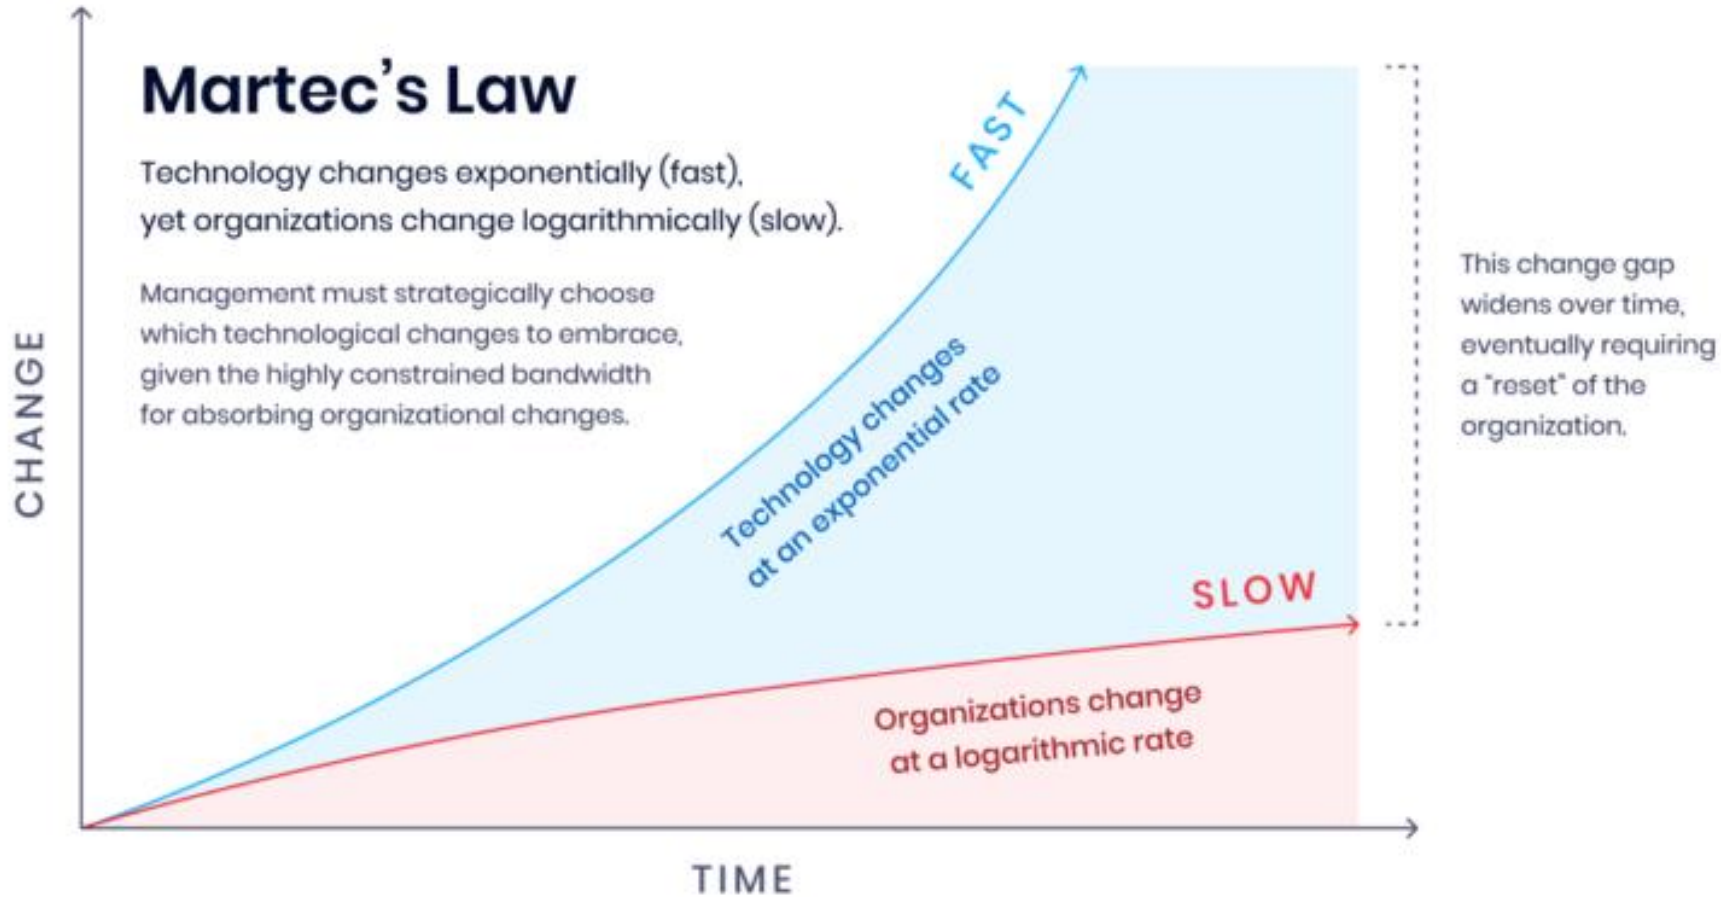 Martec's Law
Technology changes exponentially (fast),
yet organizations change logarithmically (slow).
Management must strategically choose
which technological changes to embrace,
given the highly constrained bandwidth
for absorbing organizational changes.
CHANGE
FAST
Technology changes
at an exponential rate
This change gap
widens over time,
eventually requiring
a "reset" of the
organization.
SLOW
Organizations change
at a logarithmic rate
TIME